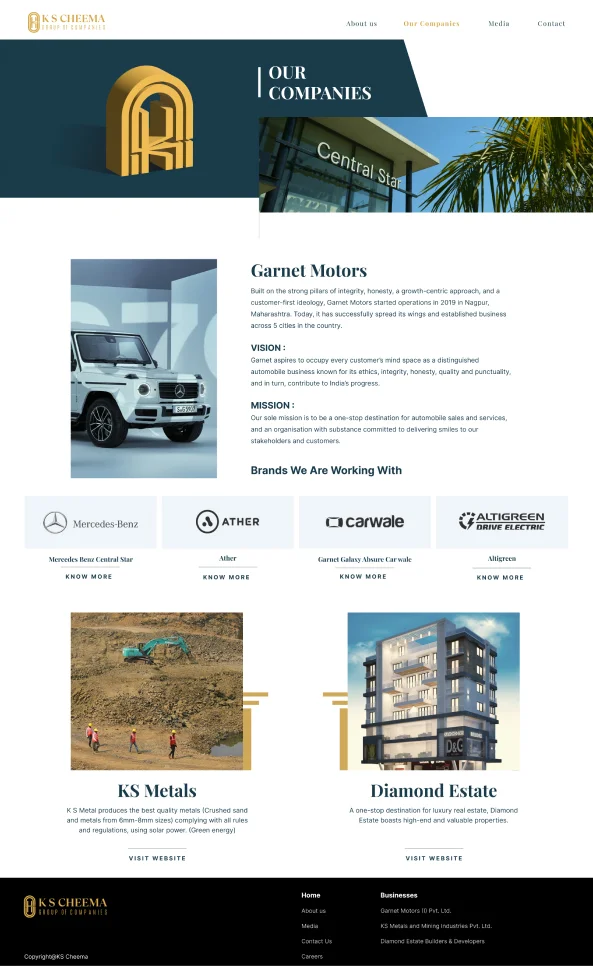 K S CHEEMA
GROUP OF COMPANIES
About us
Our Companies
Media
Contact
OUR
COMPANIES
Central Star
Garnet Motors
Built on the strong pillars of integrity, honesty, a growth-centric approach, and a
customer-first ideology, Garnet Motors started operations in 2019 in Nagpur,
Maharashtra. Today, it has successfully spread its wings and established business
across 5 cities in the country.
VISION :
Garnet aspires to occupy every customer's mind space as a distinguished
automobile business known for its ethics, integrity, honesty, quality and punctuality,
and in turn, contribute to India's progress.
MISSION :
Our sole mission is to be a one-stop destination for automobile sales and services,
and an organisation with substance committed to delivering smiles to our
stakeholders and customers.
Brands We Are Working With
Mercedes-Benz
ATHER
carwale
ALTIGREEN
DRIVE ELECTRIC
Mercedes Benz Central Star
Ather
Garnet Galaxy Absure Car wale
Altigreen
KNOW MORE
KNOW MORE
KNOW MORE
KNOW MORE
D&G
KS Metals
K S Metal produces the best quality metals (Crushed sand
and metals from 6mm-8mm sizes) complying with all rules
and regulations, using solar power. (Green energy)
VISIT WEBSITE
Diamond Estate
A one-stop destination for luxury real estate, Diamond
Estate boasts high-end and valuable properties.
VISIT WEBSITE
K S CHEEMA
GROUP OF COMPANIES
Copyright@KS Cheema
Home
About us
Media
Contact Us
Careers
Businesses
Garnet Motors (I) Pvt. Ltd.
KS Metals and Mining Industries Pvt. Ltd.
Diamond Estate Builders & Developers